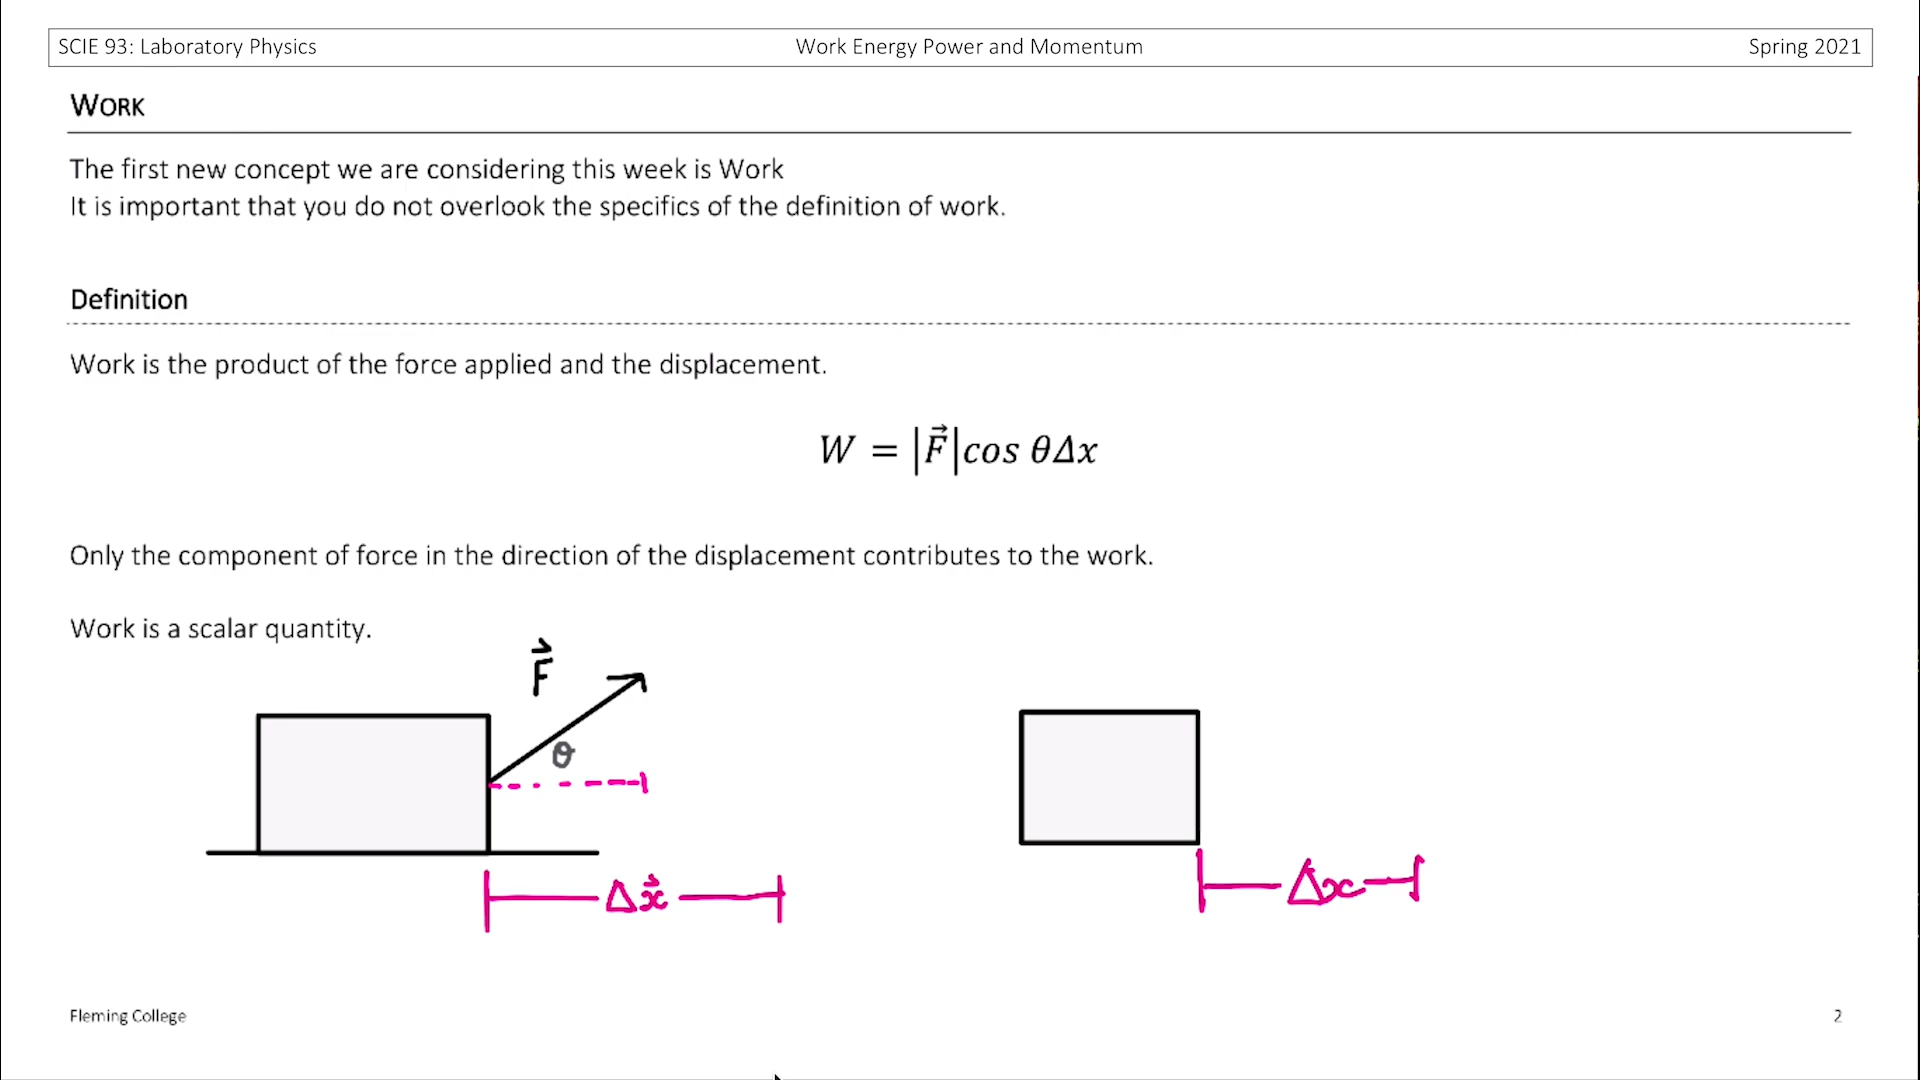 SCIE 93: Laboratory Physics Work Energy Power and Momentum Spring 2021
WORK
The first new concept we are considering this week is Work
It is important that you do not overlook the specifics of the definition of work.
Definition
Work is the product of the force applied and the displacement.
W = |F⃗|cos θΔx
Only the component of force in the direction of the displacement contributes to the work.
Work is a scalar quantity.
F⃗
θ
Δx⃗
Δx
Fleming College 2